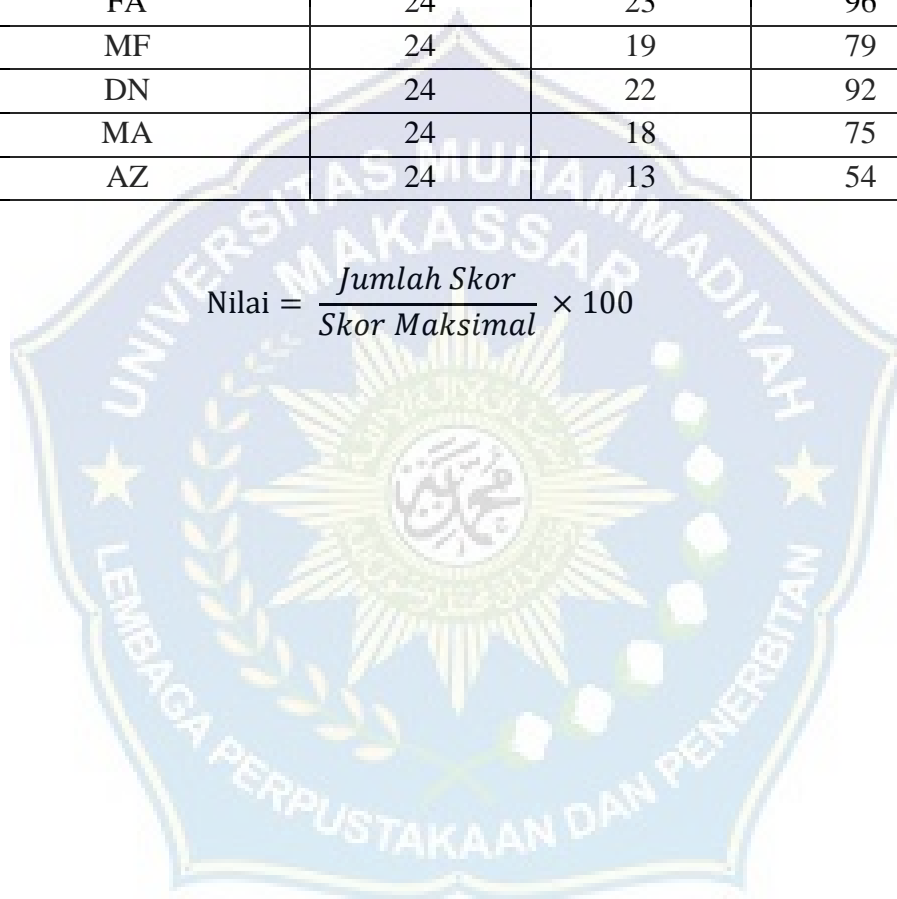 FA 24 23 96
MF 24 19 79
DN 24 22 92
MA 24 18 75
AZ 24 13 54
Nilai = Jumlah Skor / Skor Maksimal × 100
UNIVERSITAS MUHAMMADIYAH
MAKASSAR
LEMBAGA PERPUSTAKAAN DAN PENERBITAN